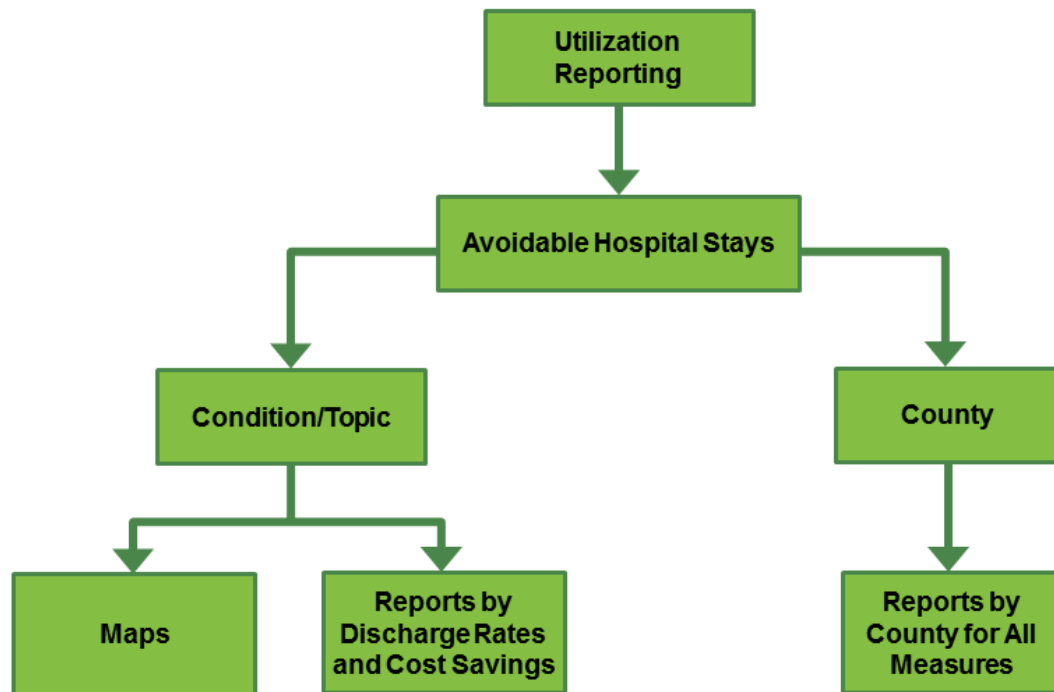 Utilization
Reporting
Avoidable Hospital Stays
Condition/Topic
County
Maps
Reports by
Discharge Rates
and Cost Savings
Reports by
County for All
Measures